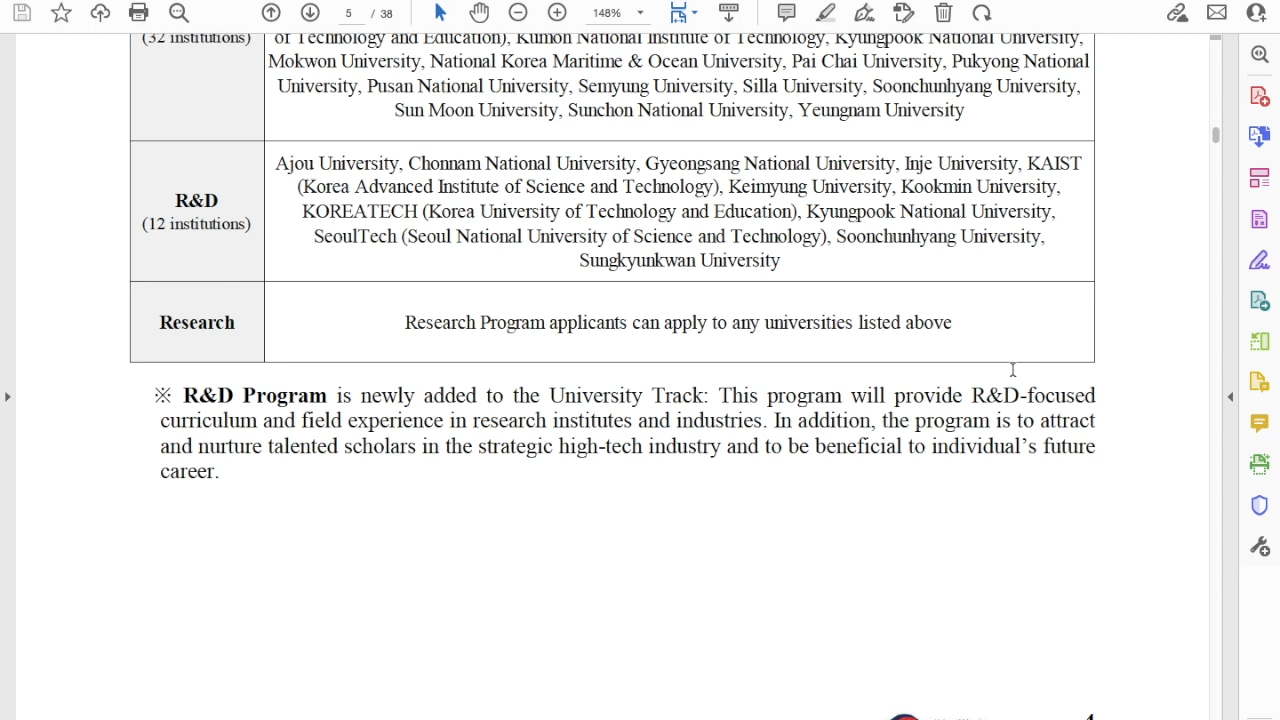 5 / 38
148%
(32 institutions)
of Technology and Education), Kumoh National Institute of Technology, Kyungpook National University,
Mokwon University, National Korea Maritime & Ocean University, Pai Chai University, Pukyong National
University, Pusan National University, Semyung University, Silla University, Soonchunhyang University,
Sun Moon University, Sunchon National University, Yeungnam University
R&D
(12 institutions)
Ajou University, Chonnam National University, Gyeongsang National University, Inje University, KAIST
(Korea Advanced Institute of Science and Technology), Keimyung University, Kookmin University,
KOREATECH (Korea University of Technology and Education), Kyungpook National University,
SeoulTech (Seoul National University of Science and Technology), Soonchunhyang University,
Sungkyunkwan University
Research
Research Program applicants can apply to any universities listed above
※ R&D Program is newly added to the University Track: This program will provide R&D-focused
curriculum and field experience in research institutes and industries. In addition, the program is to attract
and nurture talented scholars in the strategic high-tech industry and to be beneficial to individual's future
career.